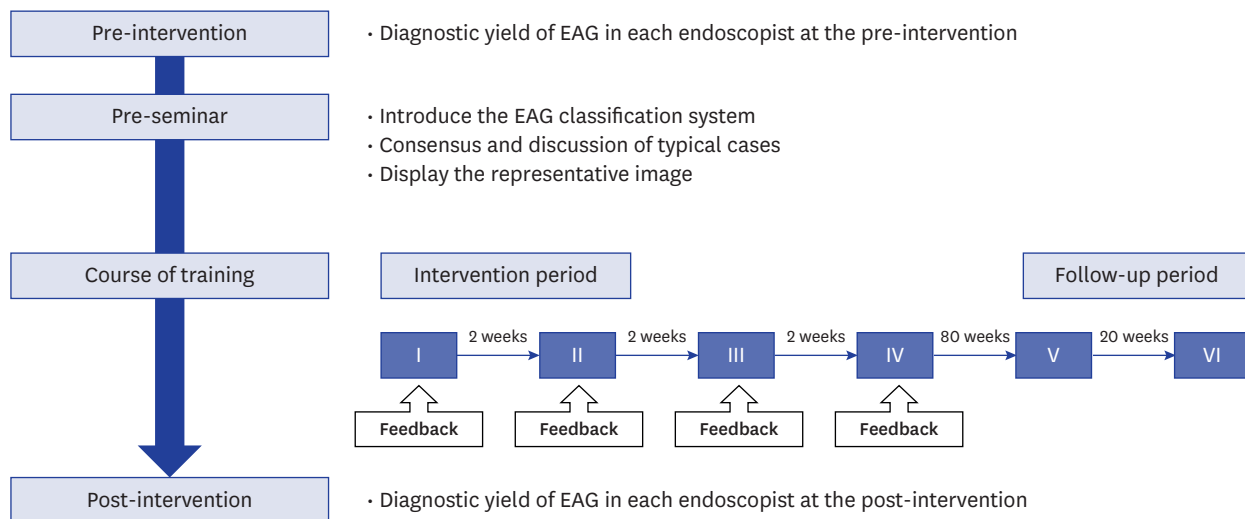 Pre-intervention
· Diagnostic yield of EAG in each endoscopist at the pre-intervention
Pre-seminar
· Introduce the EAG classification system
· Consensus and discussion of typical cases
· Display the representative image
Course of training
Intervention period
Follow-up period
I
2 weeks
II
2 weeks
III
2 weeks
IV
80 weeks
V
20 weeks
VI
Feedback
Feedback
Feedback
Feedback
Post-intervention
· Diagnostic yield of EAG in each endoscopist at the post-intervention